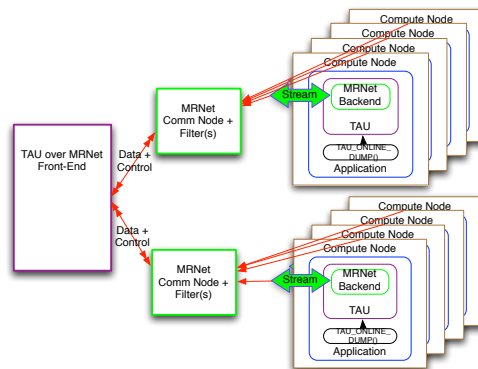 Compute Node
Compute Node
Compute Node
Compute Node
MRNet
Backend
Stream
TAU
TAU_ONLINE_
DUMP()
Application
MRNet
Comm Node +
Filter(s)
TAU over MRNet
Front-End
Data +
Control
Data +
Control
MRNet
Comm Node +
Filter(s)
Compute Node
Compute Node
Compute Node
Compute Node
MRNet
Backend
Stream
TAU
TAU_ONLINE_
DUMP()
Application